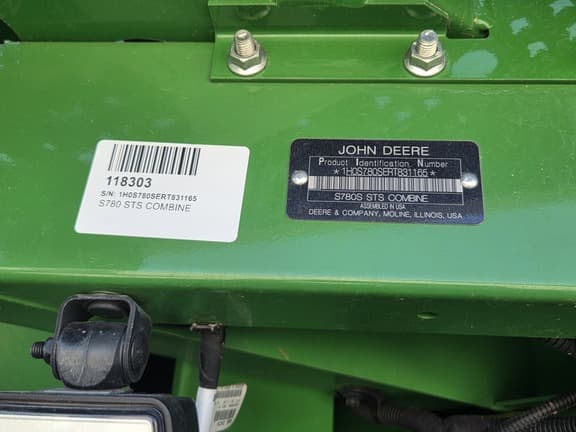 118303
S/N: 1H0S780SERT831165
S780 STS COMBINE
JOHN DEERE
Product Identification Number
*1H0S780SERT831165*
S780S STS COMBINE
ASSEMBLED IN USA
DEERE & COMPANY, MOLINE, ILLINOIS, USA